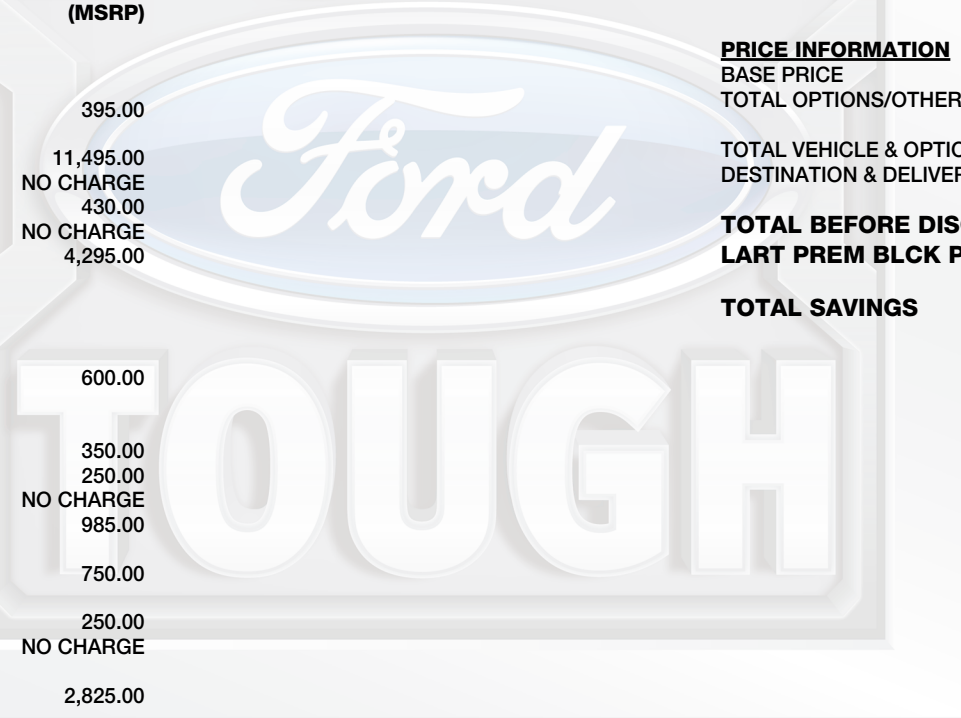 (MSRP)
395.00
11,495.00
NO CHARGE
430.00
NO CHARGE
4,295.00
600.00
350.00
250.00
NO CHARGE
985.00
750.00
250.00
NO CHARGE
2,825.00
Ford
TOUGH
PRICE INFORMATION
BASE PRICE
TOTAL OPTIONS/OTHER
TOTAL VEHICLE & OPTIO
DESTINATION & DELIVER
TOTAL BEFORE DIS
LART PREM BLCK P
TOTAL SAVINGS